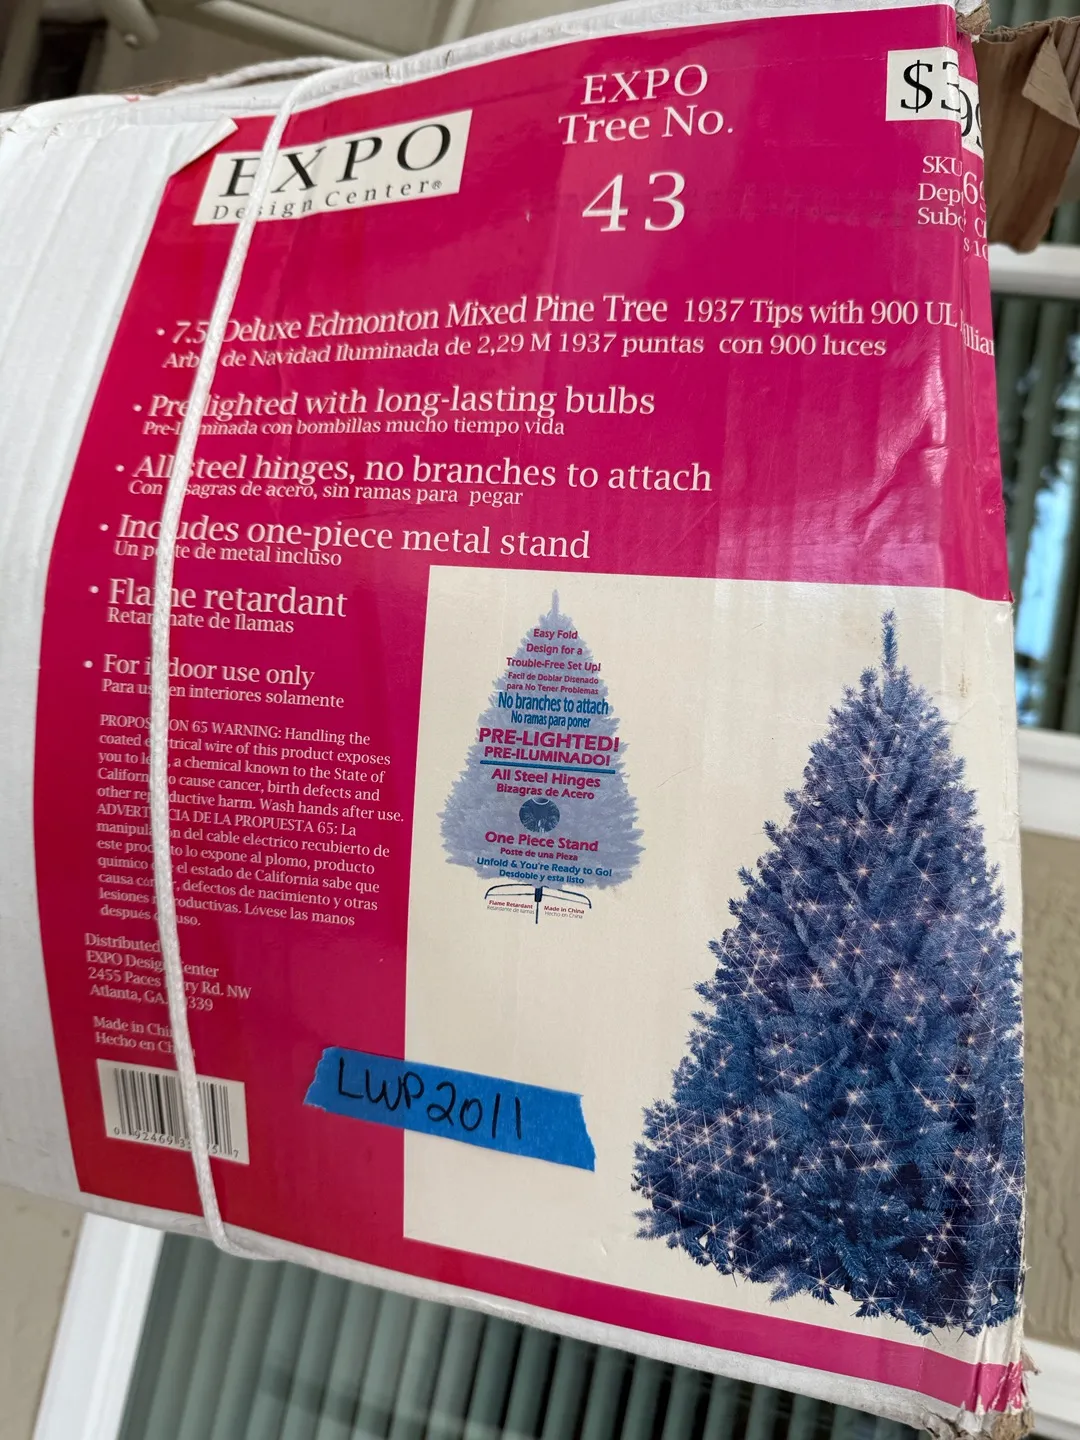 EXPO
Design Center®
EXPO
Tree No.
43
$3
99
SKU
Dep
Subc
• 7.5 Deluxe Edmonton Mixed Pine Tree 1937 Tips with 900 UL
de Navidad Iluminada de 2,29 M 1937 puntas con 900 luces
• Pre-lighted with long-lasting bulbs
con bombillas mucho tiempo vida
• All steel hinges, no branches to attach
Con de acero, sin ramas para pegar
• Includes one-piece metal stand
Un de metal incluso
• Flame retardant
de llamas
• For indoor use only
Para en interiores solamente
PROPOSITION 65 WARNING: Handling the
coated electrical wire of this product exposes
you to lead, a chemical known to the State of
California to cause cancer, birth defects and
other reproductive harm. Wash hands after use.
ADVERTENCIA DE LA PROPUESTA 65: La
manipulación del cable eléctrico recubierto de
este producto lo expone al plomo, producto
quimico el estado de California sabe que
causa cáncer, defectos de nacimiento y otras
lesiones reproductivas. Lóvese las manos
después uso.
Distributed
EXPO Design Center
2455 Paces Ferry Rd. NW
Atlanta, GA. 30339
Made in China
Hecho en China
Easy Fold
Design for a
Trouble-Free Set Up!
Facil de Doblar Disenado
para No Tener Problemas
No branches to attach
No ramas para poner
PRE-LIGHTED!
PRE-ILUMINADO!
All Steel Hinges
Bizagras de Acero
One Piece Stand
Poste de una Pieza
Unfold & You're Ready to Go!
Desdoble y esta listo
Flame Retardant
Retardante de llamas
Made in China
Hecho en China
LWP2011